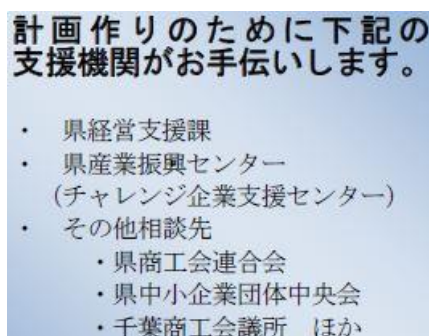 計画作りのために下記の
支援機関がお手伝いします。
・ 県経営支援課
・ 県産業振興センター
(チャレンジ企業支援センター)
・ その他相談先
・県商工会連合会
・県中小企業団体中央会
・千葉商工会議所 ほか